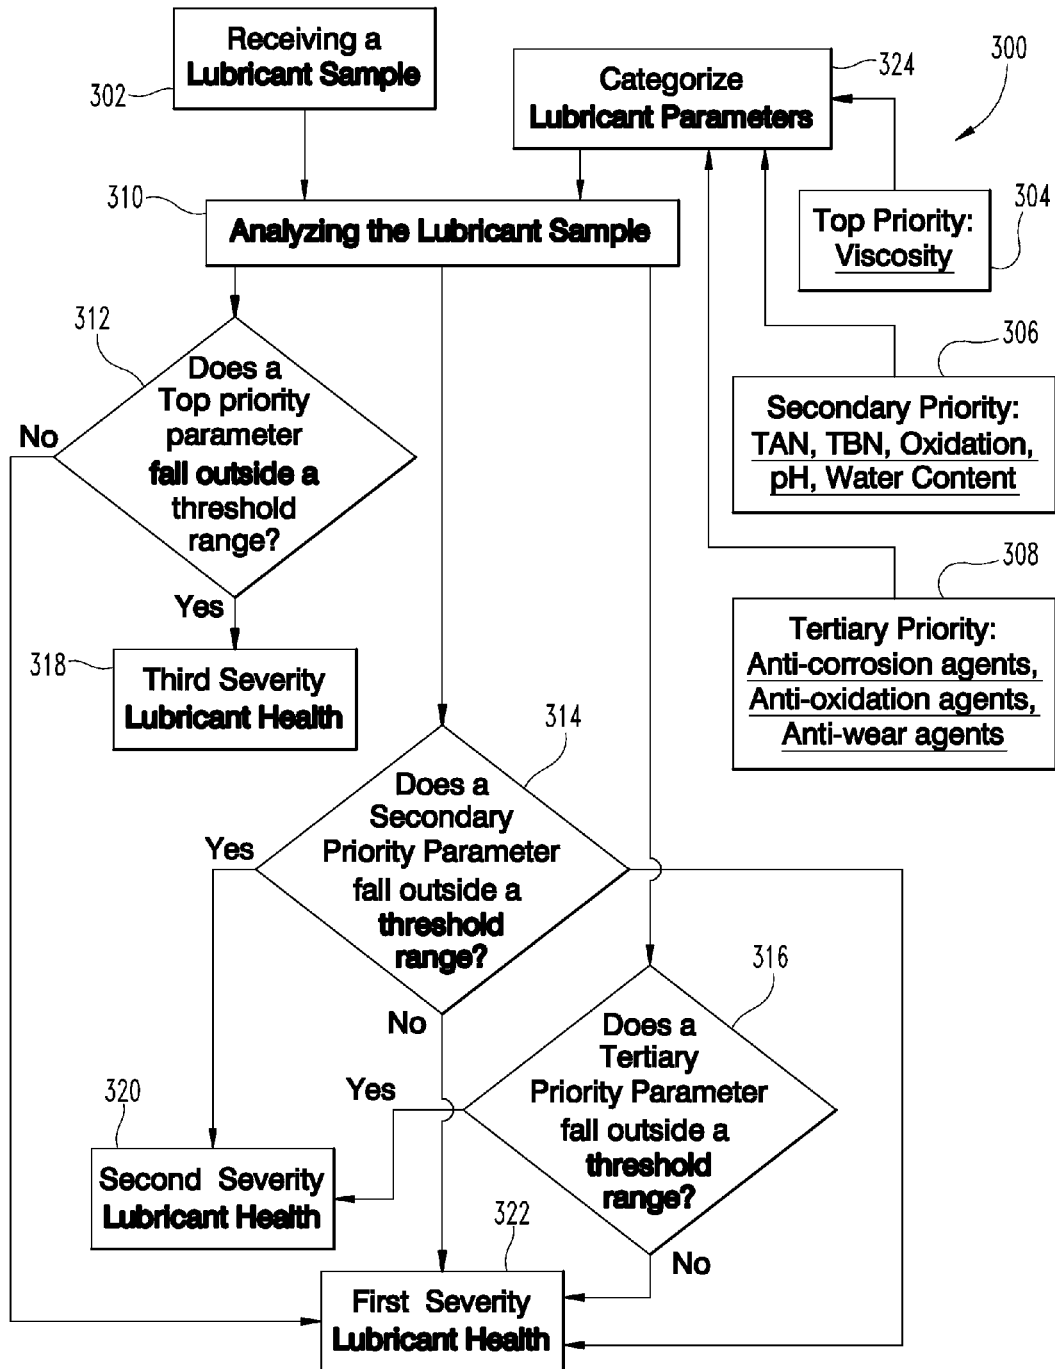 Receiving a
Lubricant Sample
302
Categorize
Lubricant Parameters
324
300
310
Analyzing the Lubricant Sample
Top Priority:
Viscosity
304
312
Does a
Top priority
parameter
fall outside a
threshold
range?
No
Yes
306
Secondary Priority:
TAN, TBN, Oxidation,
pH, Water Content
308
Tertiary Priority:
Anti-corrosion agents,
Anti-oxidation agents,
Anti-wear agents
318
Third Severity
Lubricant Health
314
Does a
Secondary
Priority Parameter
fall outside a
threshold
range?
Yes
No
316
Does a
Tertiary
Priority Parameter
fall outside a
threshold
range?
Yes
No
320
Second Severity
Lubricant Health
322
First Severity
Lubricant Health